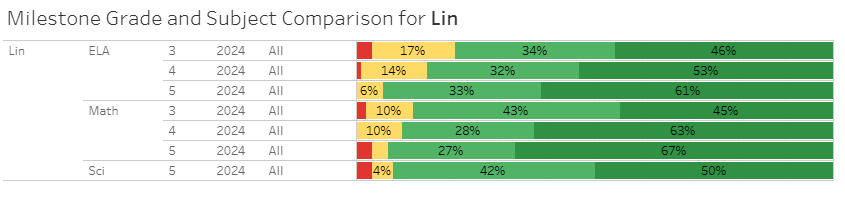 Milestone Grade and Subject Comparison for Lin
Lin ELA 3 2024 All 17% 34% 46%
4 2024 All 14% 32% 53%
5 2024 All 6% 33% 61%
Math 3 2024 All 10% 43% 45%
4 2024 All 10% 28% 63%
5 2024 All 27% 67%
Sci 5 2024 All 4% 42% 50%